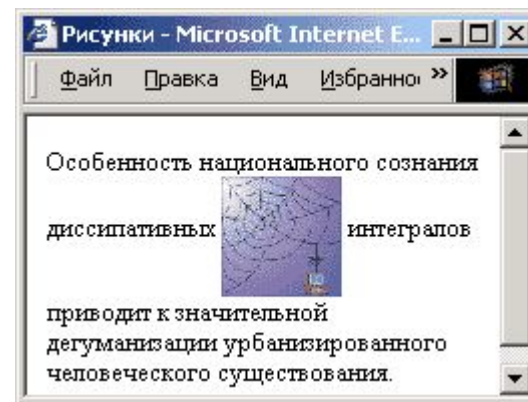 Рисунки - Microsoft Internet E...
Файл Правка Вид Избранно »
Особенность национального сознания
диссипативных интегралов
приводит к значительной
дегуманизации урбанизированного
человеческого существования.